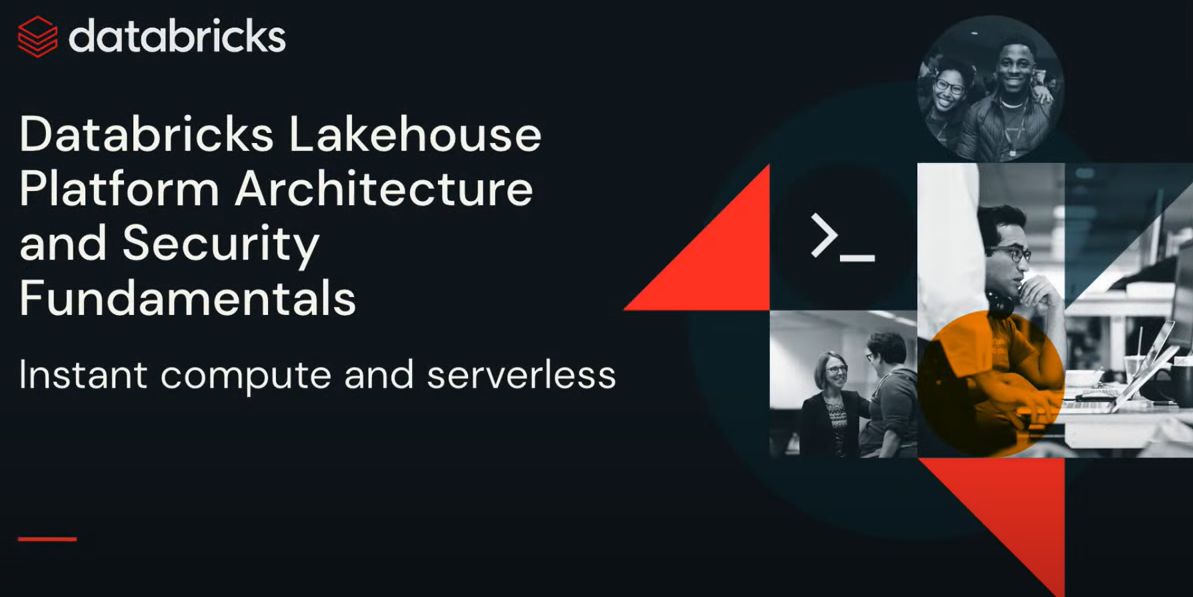 databricks
Databricks Lakehouse
Platform Architecture
and Security
Fundamentals
Instant compute and serverless
>_